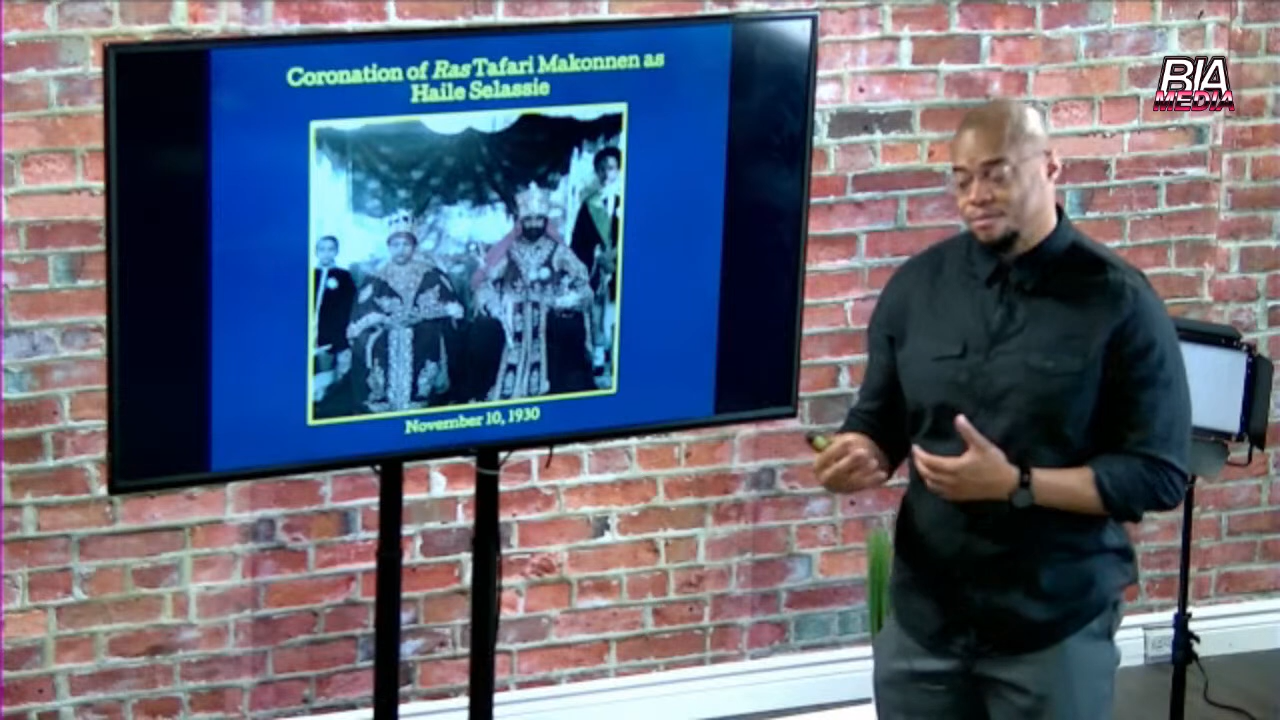 Coronation of Ras Tafari Makonnen as
Haile Selassie
November 10, 1930
BIA
MEDIA